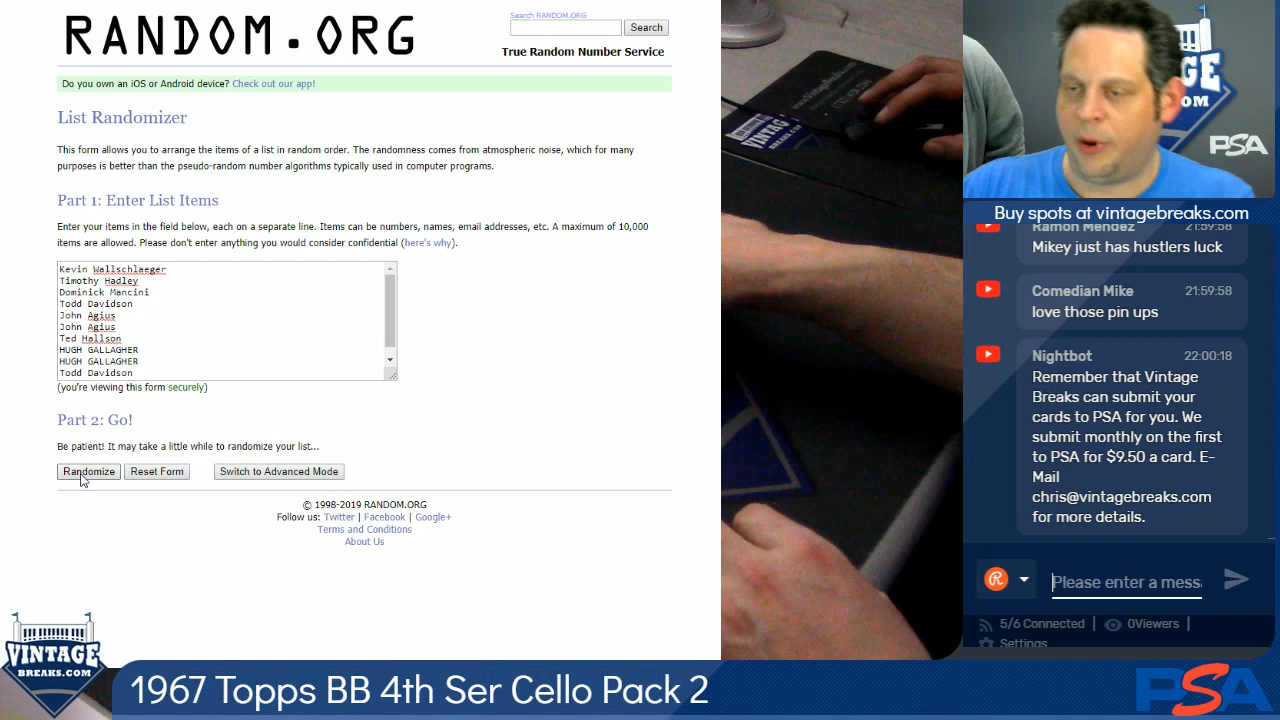 RANDOM.ORG
Search RANDOM.ORG
Search
True Random Number Service
Do you own an iOS or Android device? Check out our app!
List Randomizer
This form allows you to arrange the items of a list in random order. The randomness comes from atmospheric noise, which for many
purposes is better than the pseudo-random number algorithms typically used in computer programs.
Part 1: Enter List Items
Enter your items in the field below, each on a separate line. Items can be numbers, names, email addresses, etc. A maximum of 10,000
items are allowed. Please don't enter anything you would consider confidential (here's why).
Kevin Wallschlaeger
Timothy Hadley
Dominick Mancini
Todd Davidson
John Agius
John Agius
Ted Hallson
HUGH GALLAGHER
HUGH GALLAGHER
Todd Davidson
(you're viewing this form securely)
Part 2: Go!
Be patient! It may take a little while to randomize your list...
Randomize Reset Form Switch to Advanced Mode
© 1998-2019 RANDOM.ORG
Follow us: Twitter | Facebook | Google+
Terms and Conditions
About Us
VINTAGE
BREAKS.COM
1967 Topps BB 4th Ser Cello Pack 2
PSA
VINTAGE
PSA
Buy spots at vintagebreaks.com
Ramon Mendez 21:59:58
Mikey just has hustlers luck
Comedian Mike 21:59:58
love those pin ups
Nightbot 22:00:18
Remember that Vintage
Breaks can submit your
cards to PSA for you. We
submit monthly on the first
to PSA for $9.50 a card. E-
Mail
chris@vintagebreaks.com
for more details.
Please enter a messa
5/6 Connected | 0Viewers |
Settings